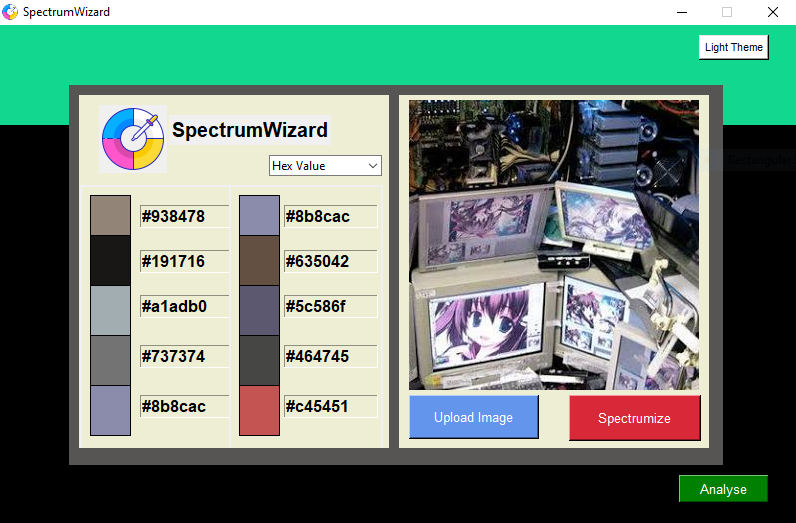 SpectrumWizard
Light Theme
SpectrumWizard
Hex Value
#938478
#8b8cac
#191716
#635042
#a1adb0
#5c586f
#737374
#464745
#8b8cac
#c45451
Upload Image
Spectrumize
Analyse